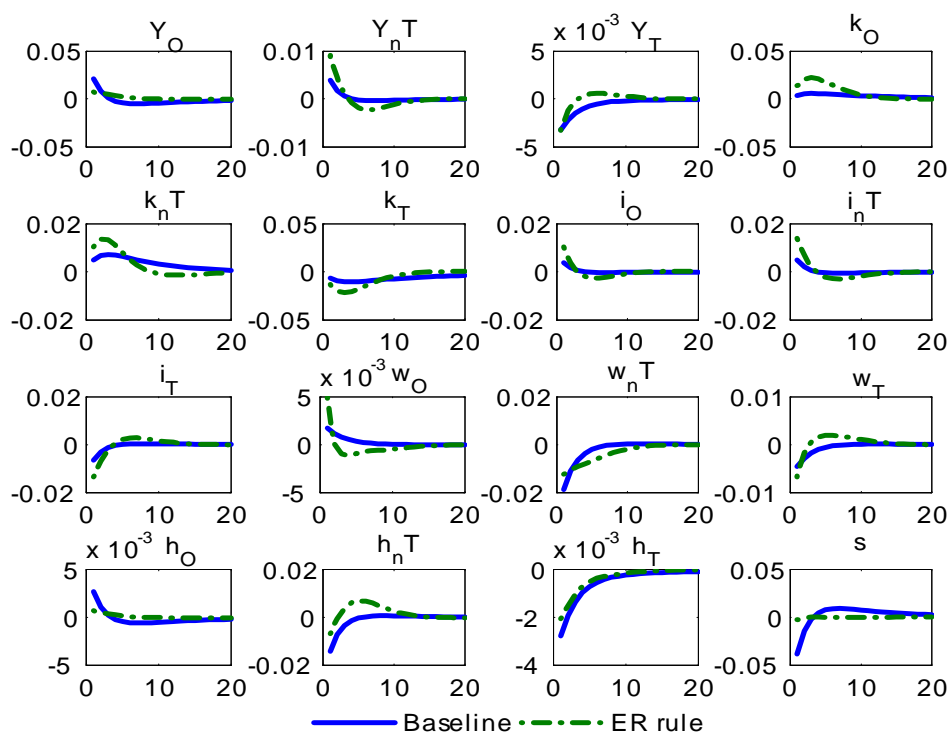 Y_O Y_nT x 10^-3 Y_T k_O
0.05 0.01 5 0.05
0 0 0 0
-0.05 -0.01 -5 -0.05
0 10 20 0 10 20 0 10 20 0 10 20
k_nT k_T i_O i_nT
0.02 0.05 0.02 0.02
0 0 0 0
-0.02 -0.05 -0.02 -0.02
0 10 20 0 10 20 0 10 20 0 10 20
i_T x 10^-3 w_O w_nT w_T
0.02 5 0.02 0.01
0 0 0 0
-0.02 -5 -0.02 -0.01
0 10 20 0 10 20 0 10 20 0 10 20
x 10^-3 h_O h_nT x 10^-3 h_T s
5 0.02 0 0.05
0 0 -2 0
-5 -0.02 -4 -0.05
0 10 20 0 10 20 0 10 20 0 10 20
Baseline ER rule